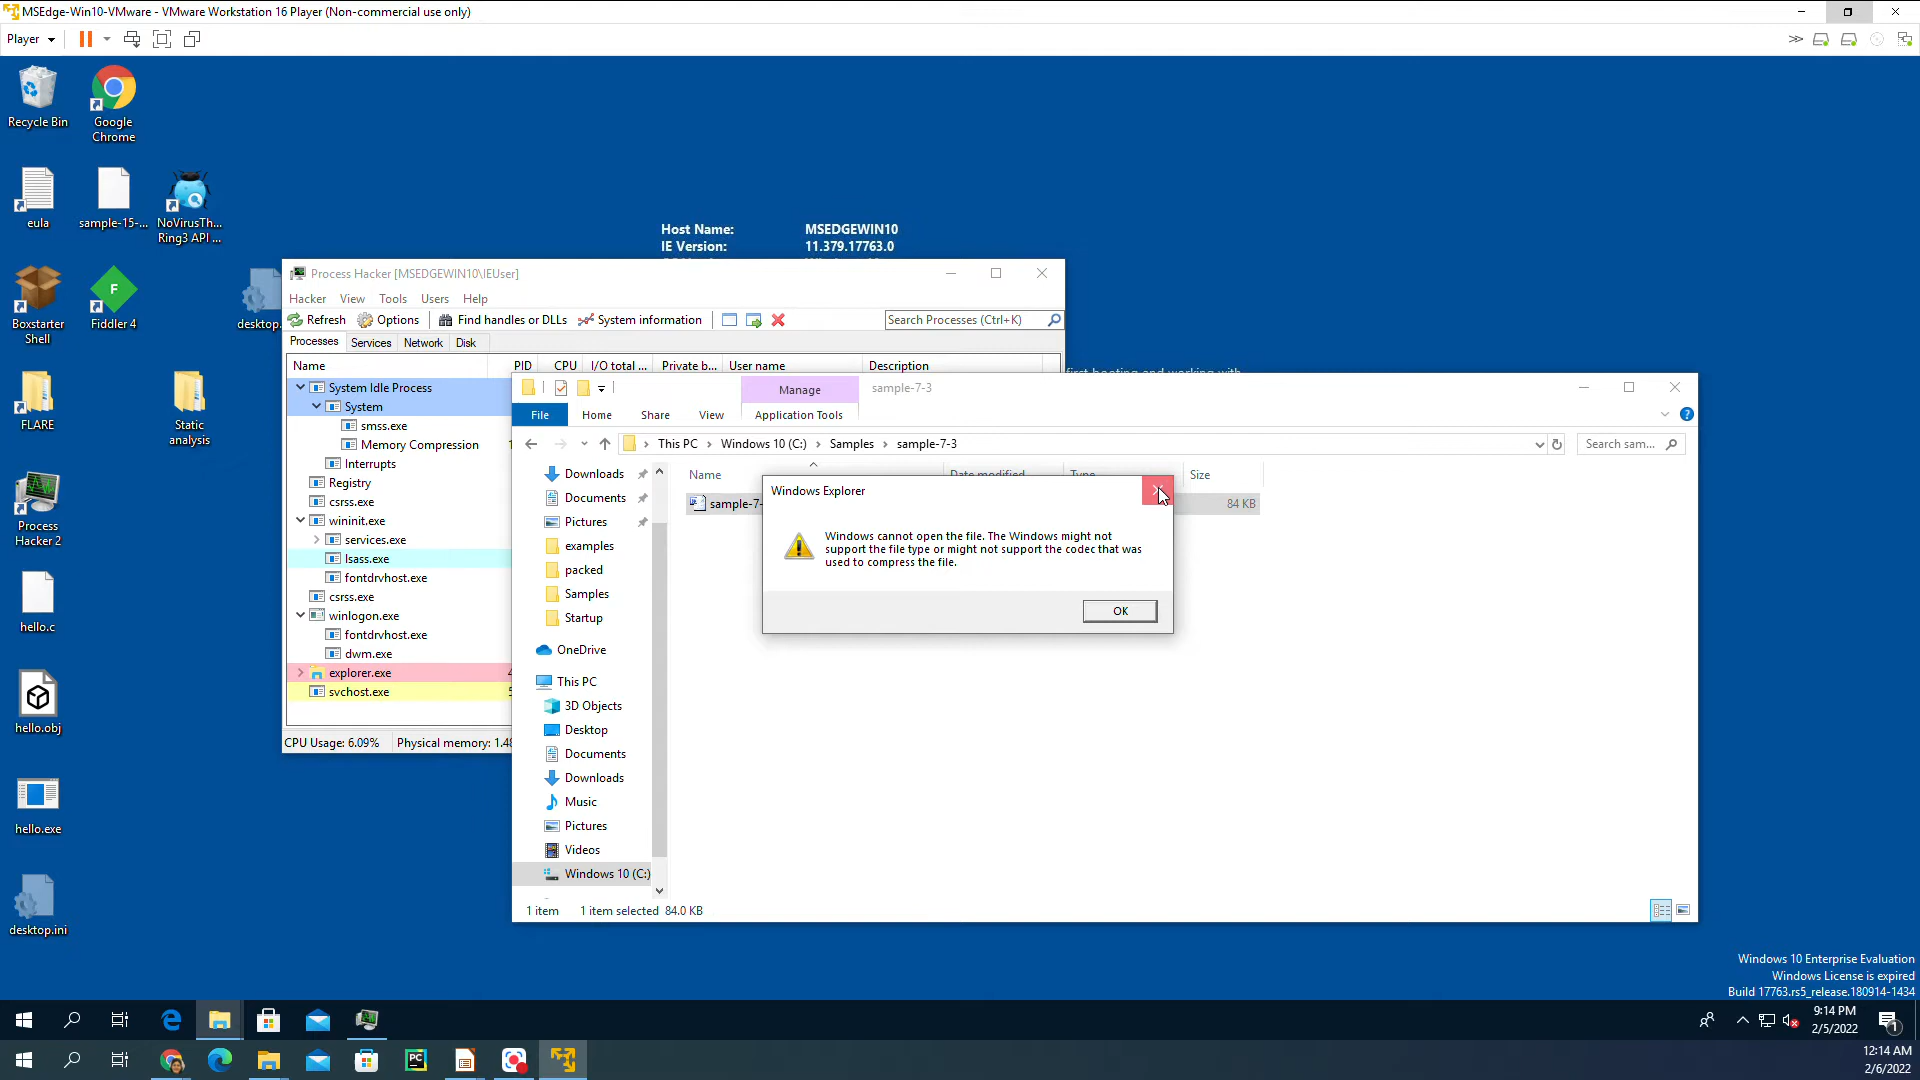 MSEdge-Win10-VMware - VMware Workstation 16 Player (Non-commercial use only)
Player
Recycle Bin
Google
Chrome
eula
sample-15-...
NoVirusTh...
Ring3 API ...
Boxstarter
Shell
Fiddler 4
desktop.
FLARE
Static
analysis
Process
Hacker 2
hello.c
hello.obj
hello.exe
desktop.ini
Host Name: MSEDGEWIN10
IE Version: 11.379.17763.0
Process Hacker [MSEDGEWIN10\IEUser]
Hacker View Tools Users Help
Refresh Options Find handles or DLLs System information Search Processes (Ctrl+K)
Processes Services Network Disk
Name PID CPU I/O total ... Private b... User name Description
System Idle Process
System
smss.exe
Memory Compression
Interrupts
Registry
csrss.exe
wininit.exe
services.exe
lsass.exe
fontdrvhost.exe
csrss.exe
winlogon.exe
fontdrvhost.exe
dwm.exe
explorer.exe
svchost.exe
CPU Usage: 6.09% Physical memory: 1.48
first booting and working with
Manage sample-7-3
File Home Share View Application Tools
This PC Windows 10 (C:) Samples sample-7-3 Search sam...
Downloads
Documents
Pictures
examples
packed
Samples
Startup
OneDrive
This PC
3D Objects
Desktop
Documents
Downloads
Music
Pictures
Videos
Windows 10 (C:)
Name Date modified Type Size
sample-7- 84 KB
Windows Explorer
Windows cannot open the file. The Windows might not
support the file type or might not support the codec that was
used to compress the file.
OK
1 item 1 item selected 84.0 KB
Windows 10 Enterprise Evaluation
Windows License is expired
Build 17763.rs5_release.180914-1434
9:14 PM
2/5/2022
1
12:14 AM
2/6/2022